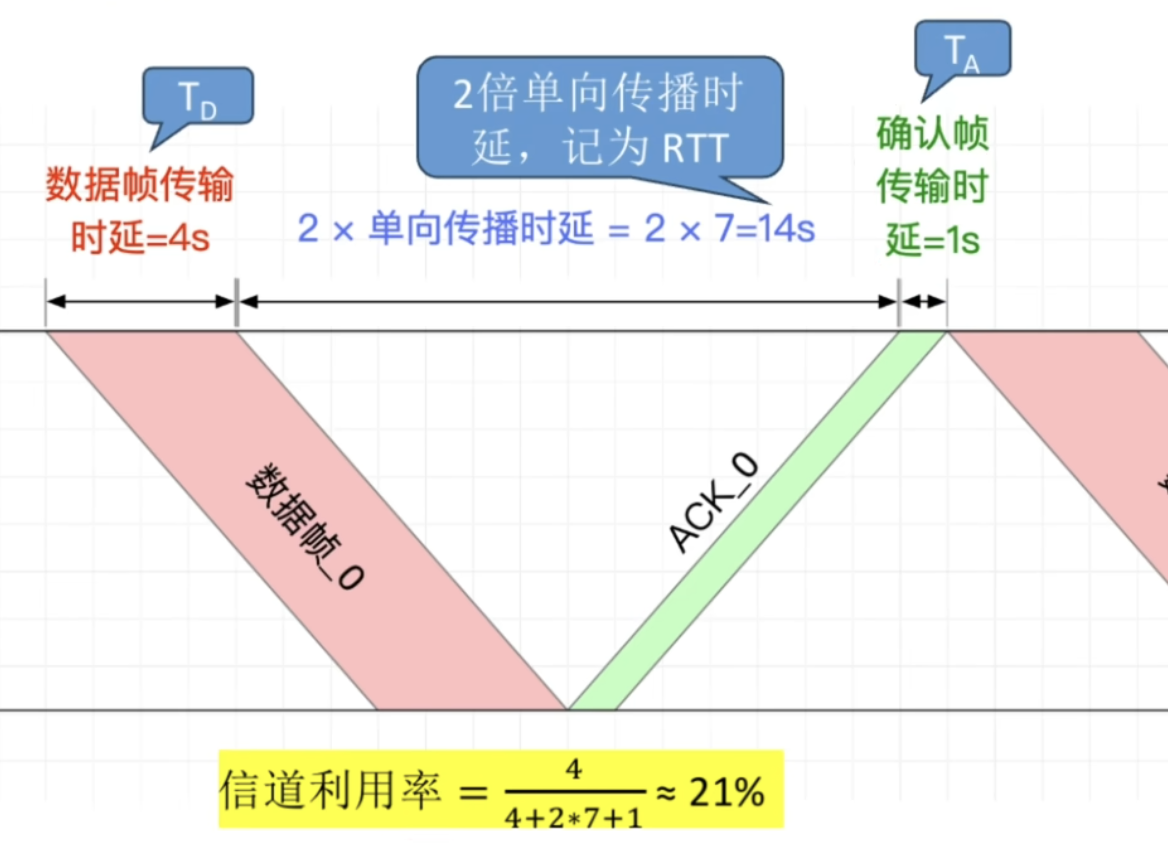 T_D
2倍单向传播时
延，记为 RTT
T_A
数据帧传输
时延=4s
2 × 单向传播时延 = 2 × 7=14s
确认帧
传输时
延=1s
数据帧_0
ACK_0
信道利用率 = 4/(4+2*7+1) ≈ 21%